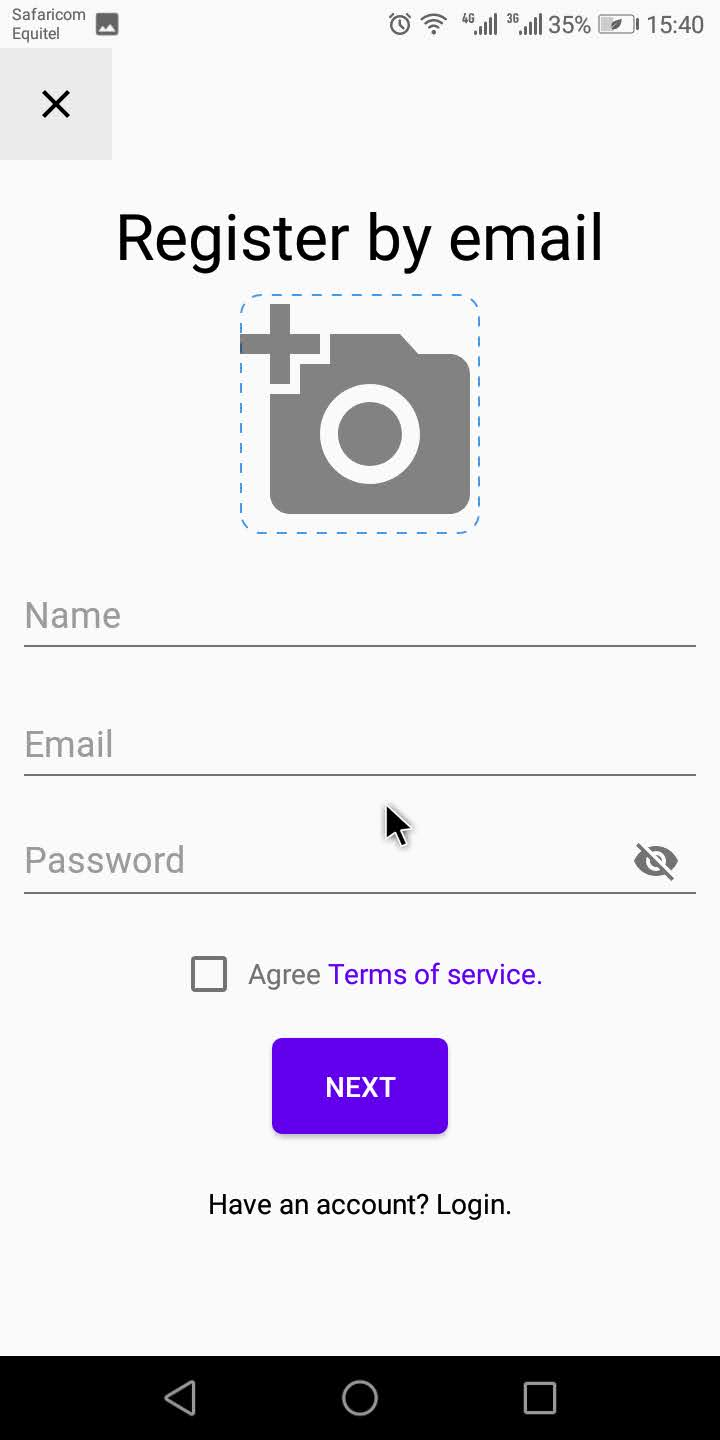 Safaricom
Equitel
4G 3G 35% 15:40
Register by email
Name
Email
Password
Agree Terms of service.
NEXT
Have an account? Login.